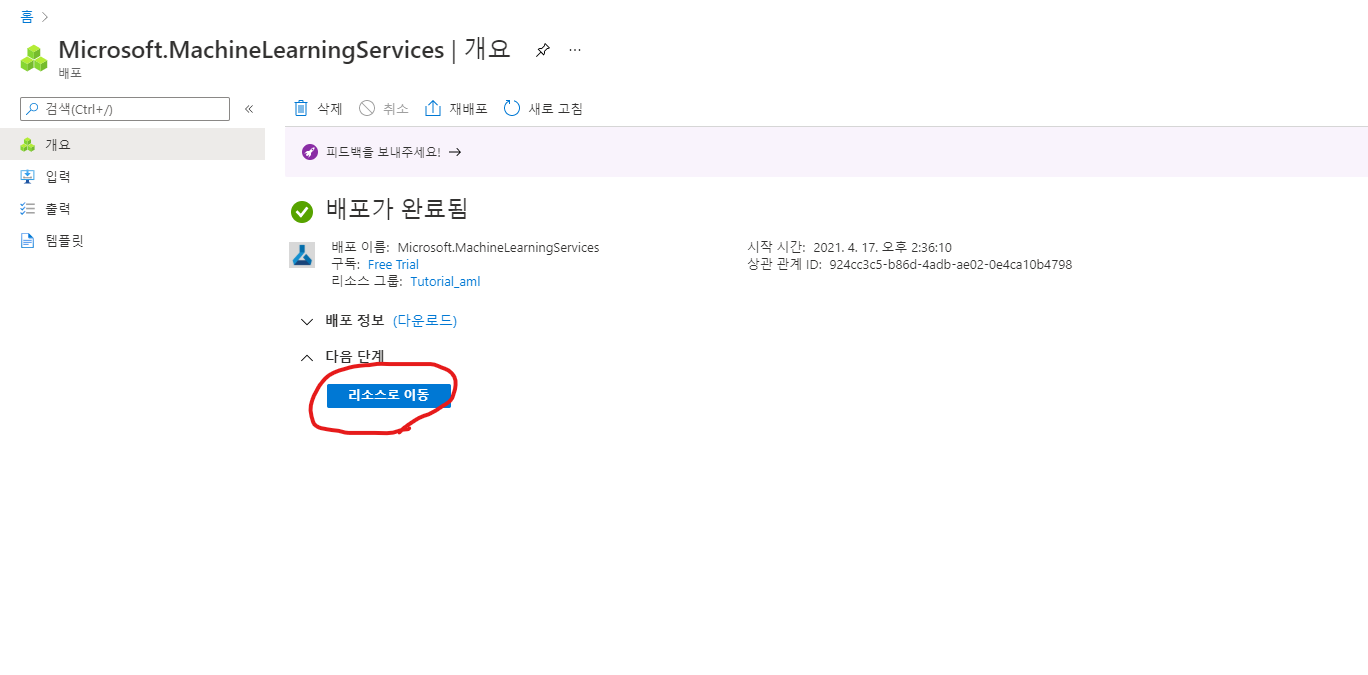 홈
Microsoft.MachineLearningServices | 개요 ...
배포
검색(Ctrl+/) «
삭제 취소 재배포 새로 고침
개요
입력
출력
템플릿
피드백을 보내주세요! →
배포가 완료됨
배포 이름: Microsoft.MachineLearningServices
구독: Free Trial
리소스 그룹: Tutorial_aml
시작 시간: 2021. 4. 17. 오후 2:36:10
상관 관계 ID: 924cc3c5-b86d-4adb-ae02-0e4ca10b4798
배포 정보 (다운로드)
다음 단계
리소스로 이동